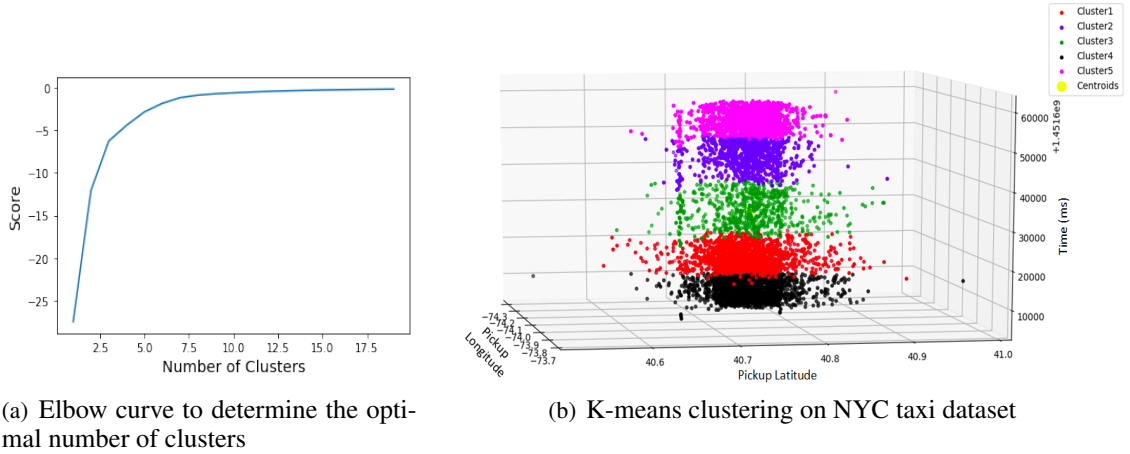 0
−5
−10
−15
−20
−25
Score
2.5 5.0 7.5 10.0 12.5 15.0 17.5
Number of Clusters
Cluster1
Cluster2
Cluster3
Cluster4
Cluster5
Centroids
+1.4516e9
60000
50000
40000
30000
20000
10000
Time (ms)
−74.3
−74.2
−74.1
−74.0
−73.9
−73.8
−73.7
Pickup
Longitude
40.6 40.7 40.8 40.9 41.0
Pickup Latitude
(a) Elbow curve to determine the opti-
mal number of clusters
(b) K-means clustering on NYC taxi dataset